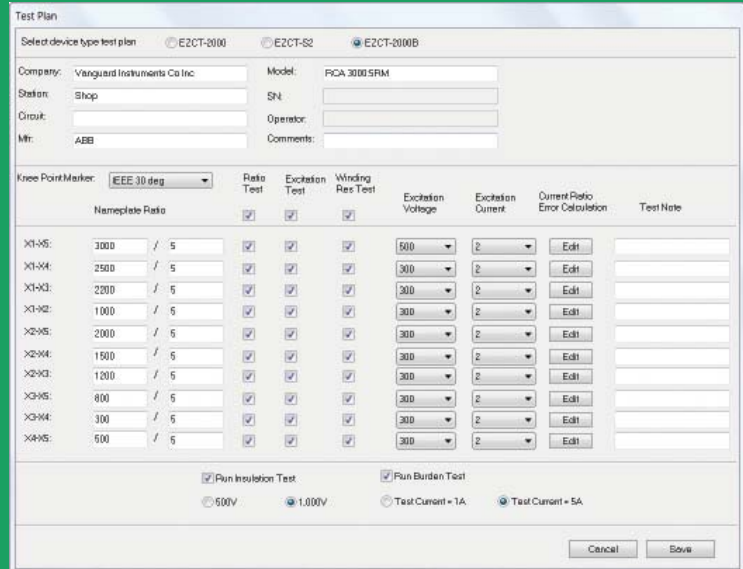 Test Plan
Select device type test plan EZCT-2000 EZCT-S2 EZCT-2000B
Company: Vanguard Instruments Co Inc Model: RCA 3000 5RM
Station: Shop SN:
Circuit: Operator:
Mfr: ABB Comments:
Knee Point Marker: IEEE 30 deg Ratio Test Excitation Test Winding Res Test Excitation Voltage Excitation Current Current Ratio Error Calculation Test Note
Nameplate Ratio
X1-X5: 3000 / 5 500 2 Edit
X1-X4: 2500 / 5 300 2 Edit
X1-X3: 2200 / 5 300 2 Edit
X1-X2: 1000 / 5 300 2 Edit
X2-X5: 2000 / 5 300 2 Edit
X2-X4: 1500 / 5 300 2 Edit
X2-X3: 1200 / 5 300 2 Edit
X3-X5: 800 / 5 300 2 Edit
X3-X4: 300 / 5 300 2 Edit
X4-X5: 500 / 5 300 2 Edit
Run Insulation Test Run Burden Test
500V 1,000V Test Current = 1A Test Current = 5A
Cancel Save